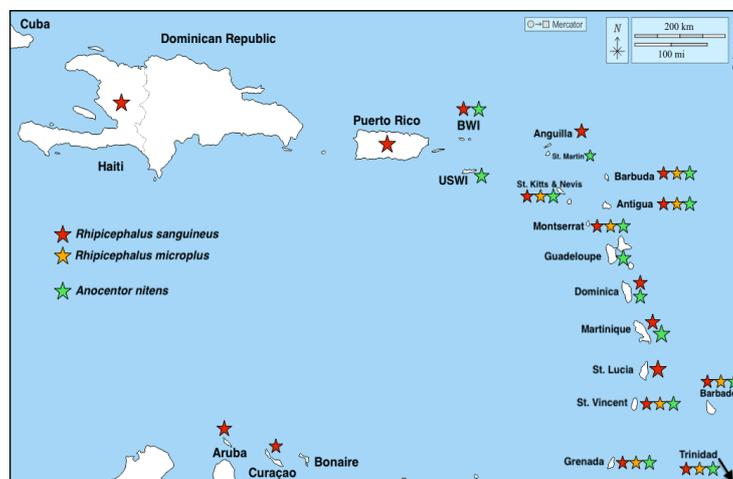 Cuba
Dominican Republic
Mercator
N
200 km
100 mi
Puerto Rico
BWI
Anguilla
St. Martin
Haiti
USWI
St. Kitts & Nevis
Barbuda
Antigua
Rhipicephalus sanguineus
Montserrat
Rhipicephalus microplus
Guadeloupe
Anocentor nitens
Dominica
Martinique
St. Lucia
Barbado
St. Vincent
Aruba
Bonaire
Curaçao
Grenada
Trinidad